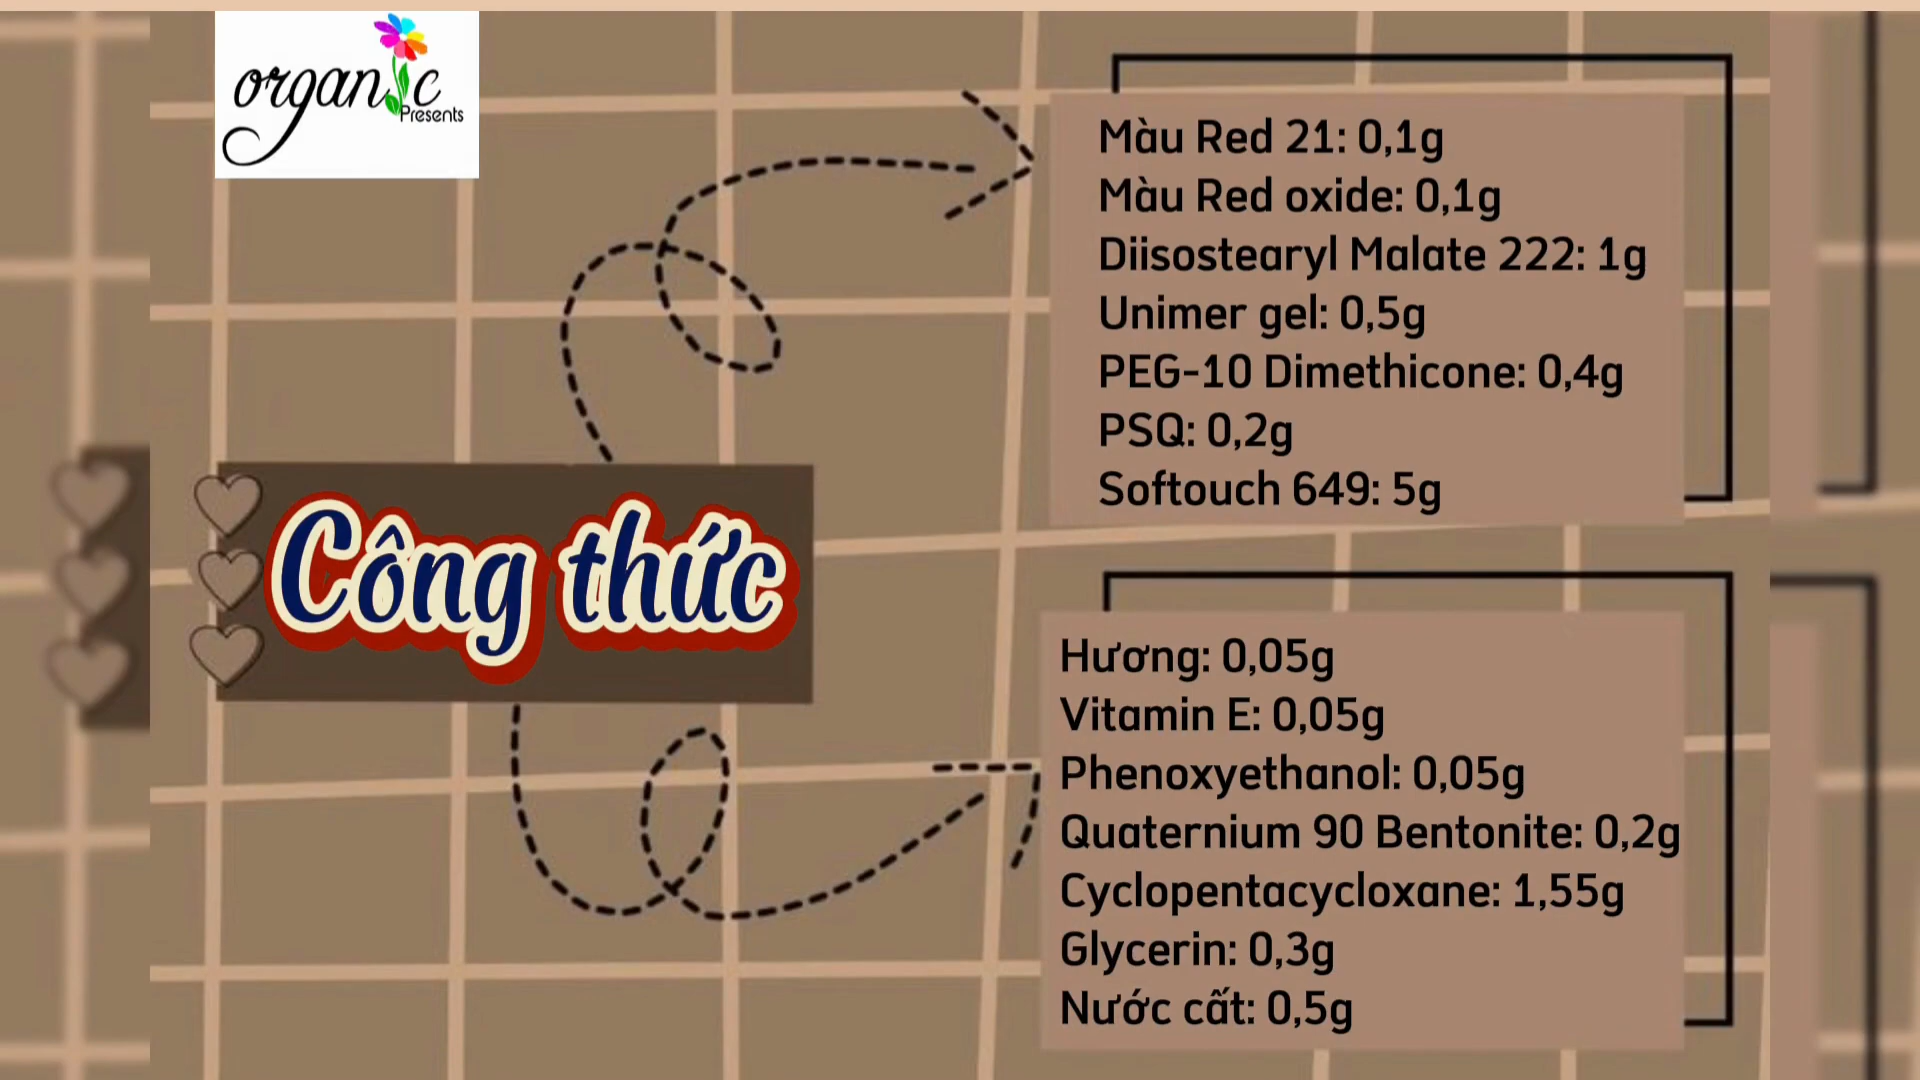 organic
Presents
Công thức
Màu Red 21: 0,1g
Màu Red oxide: 0,1g
Diisostearyl Malate 222: 1g
Unimer gel: 0,5g
PEG-10 Dimethicone: 0,4g
PSQ: 0,2g
Softouch 649: 5g
Hương: 0,05g
Vitamin E: 0,05g
Phenoxyethanol: 0,05g
Quaternium 90 Bentonite: 0,2g
Cyclopentacycloxane: 1,55g
Glycerin: 0,3g
Nước cất: 0,5g